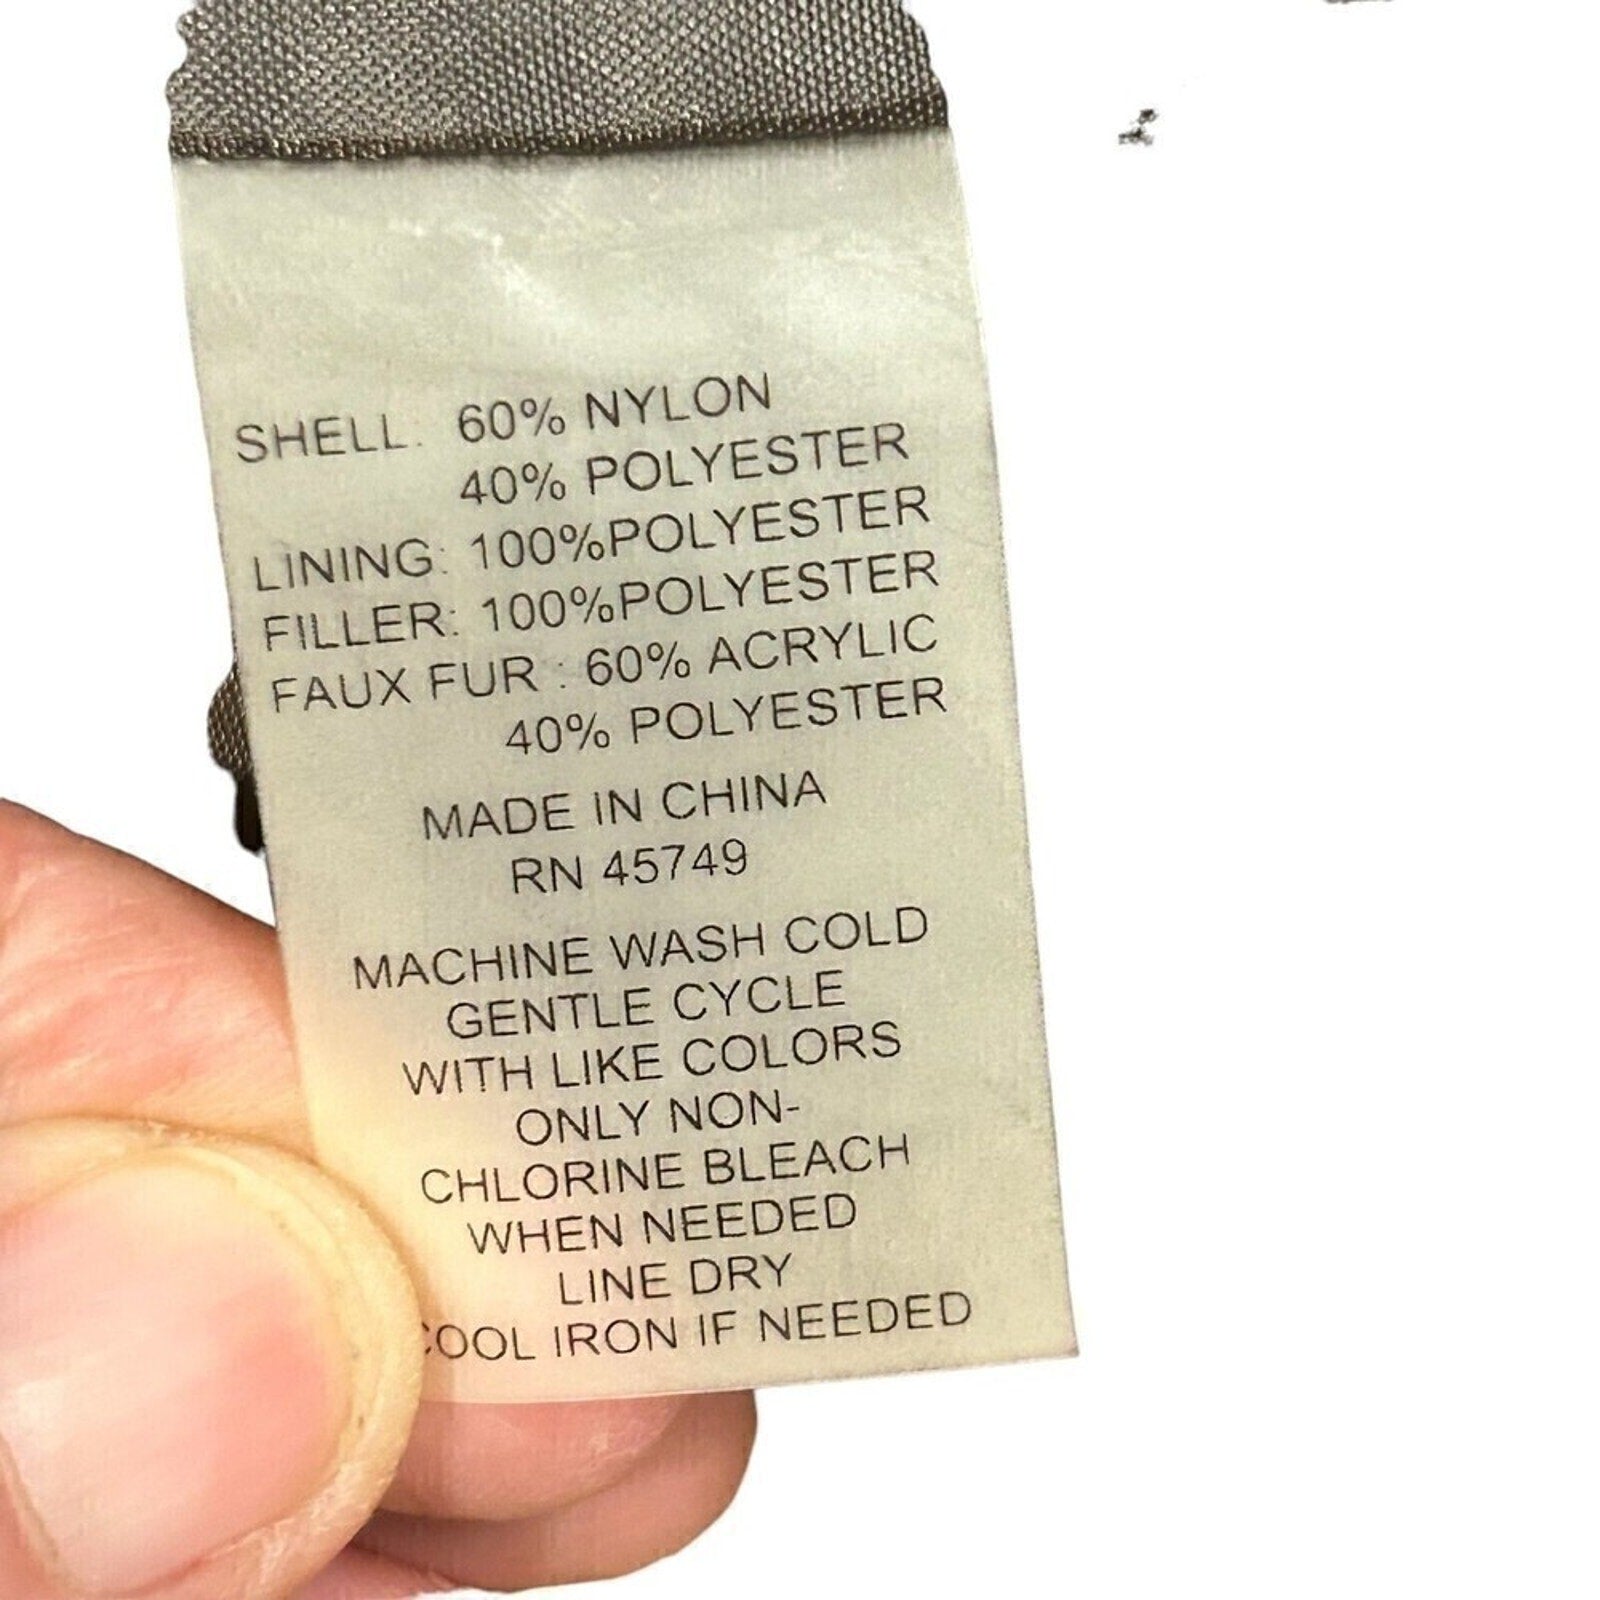 SHELL: 60% NYLON
40% POLYESTER
LINING: 100%POLYESTER
FILLER: 100%POLYESTER
FAUX FUR : 60% ACRYLIC
40% POLYESTER
MADE IN CHINA
RN 45749
MACHINE WASH COLD
GENTLE CYCLE
WITH LIKE COLORS
ONLY NON-
CHLORINE BLEACH
WHEN NEEDED
LINE DRY
COOL IRON IF NEEDED